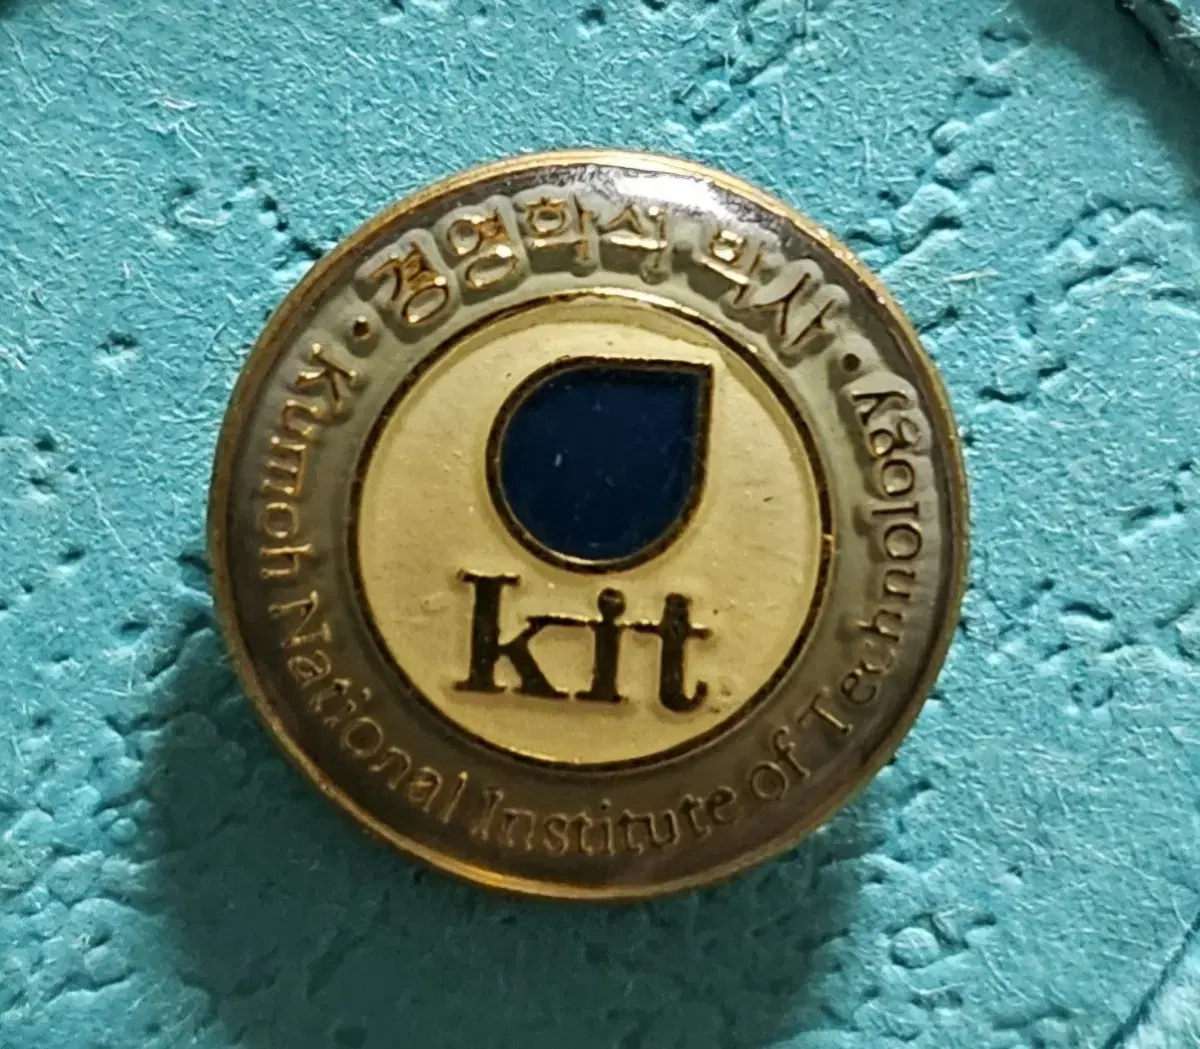 경영학석 박사
Kumoh National Institute of Technology
kit